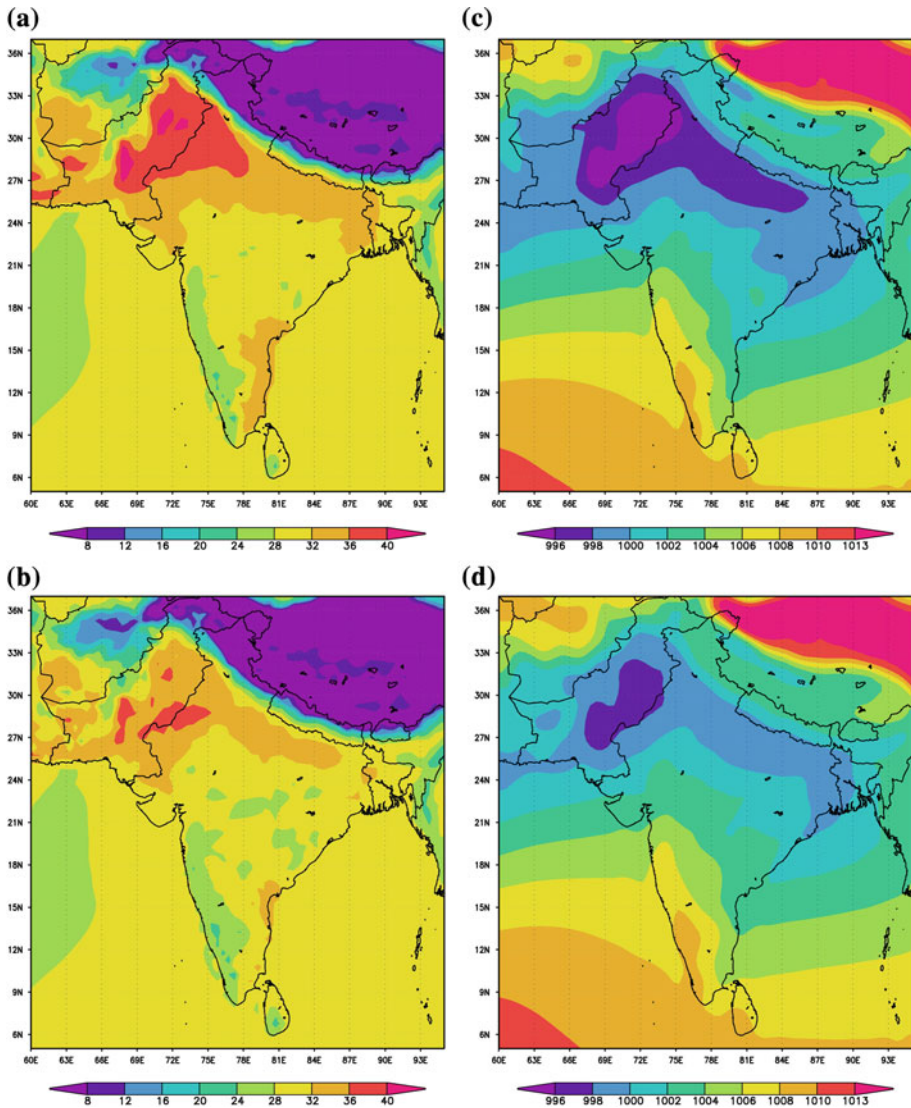 (a)
36N
33N
30N
27N
24N
21N
18N
15N
12N
9N
6N
60E 63E 66E 69E 72E 75E 78E 81E 84E 87E 90E 93E
8 12 16 20 24 28 32 36 40
(c)
36N
33N
30N
27N
24N
21N
18N
15N
12N
9N
6N
60E 63E 66E 69E 72E 75E 78E 81E 84E 87E 90E 93E
996 998 1000 1002 1004 1006 1008 1010 1013
(b)
36N
33N
30N
27N
24N
21N
18N
15N
12N
9N
6N
60E 63E 66E 69E 72E 75E 78E 81E 84E 87E 90E 93E
8 12 16 20 24 28 32 36 40
(d)
36N
33N
30N
27N
24N
21N
18N
15N
12N
9N
6N
60E 63E 66E 69E 72E 75E 78E 81E 84E 87E 90E 93E
996 998 1000 1002 1004 1006 1008 1010 1013